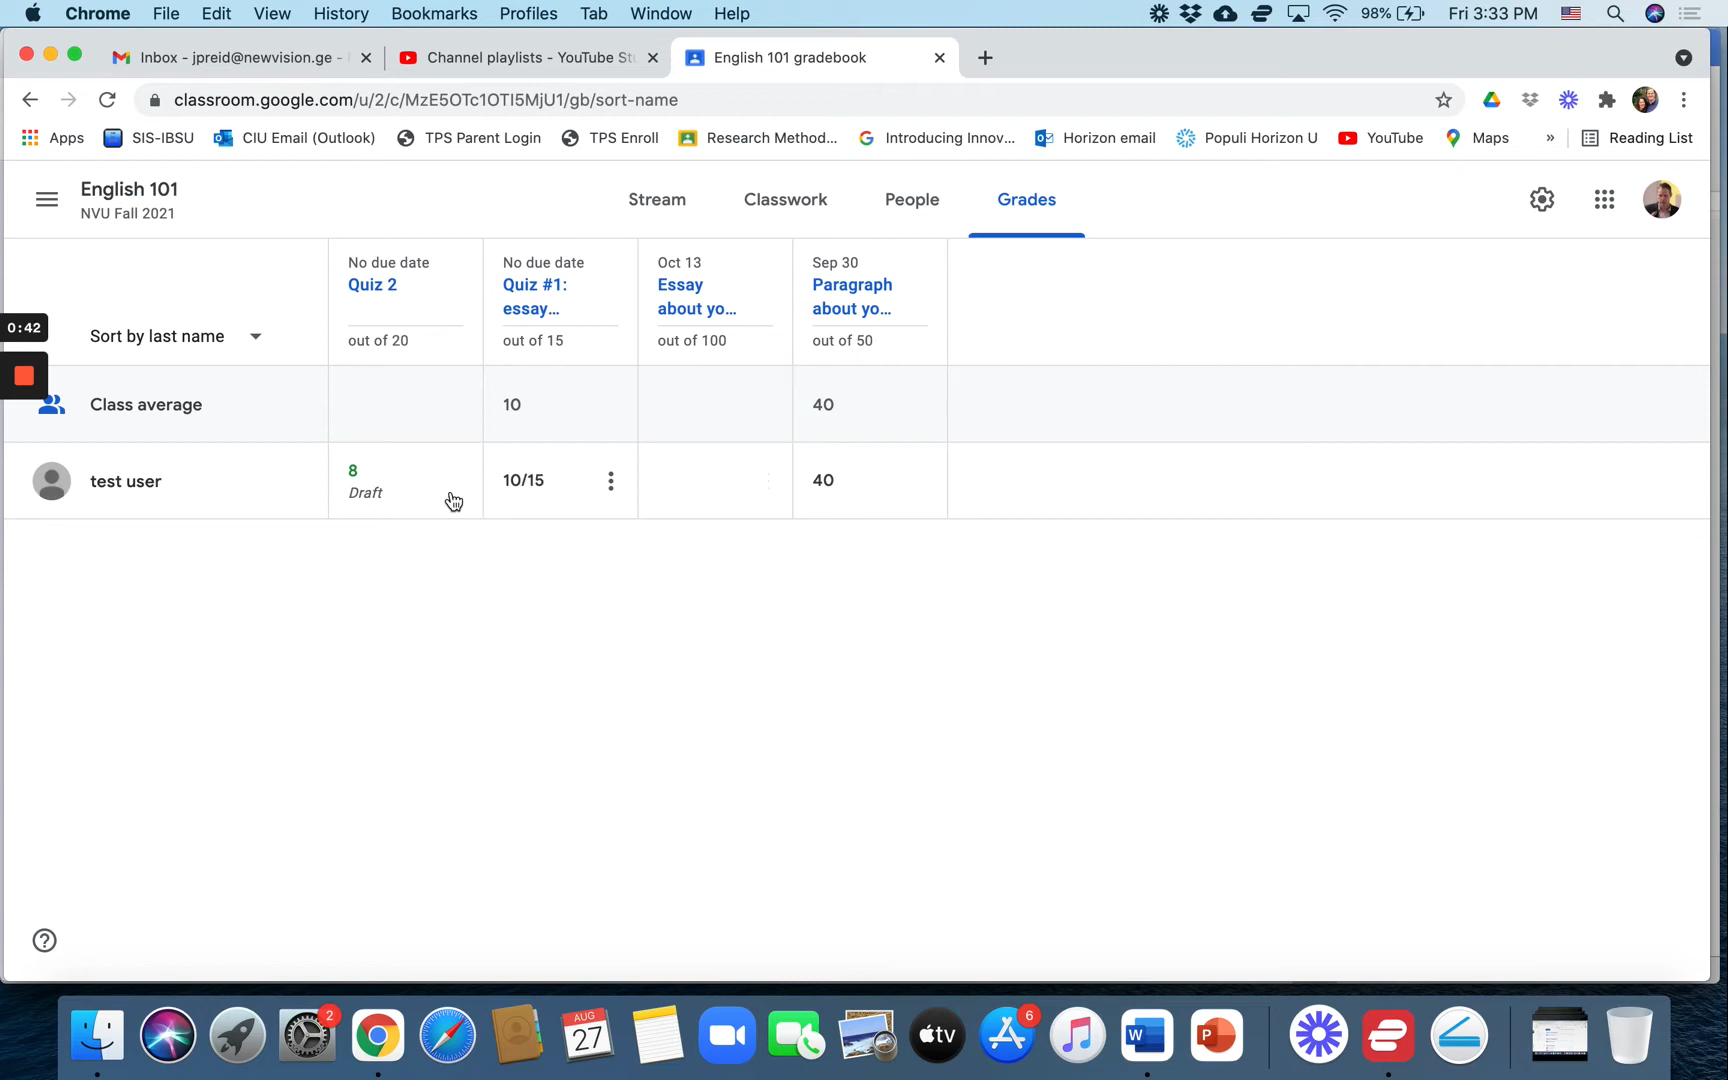 Chrome File Edit View History Bookmarks Profiles Tab Window Help 98% Fri 3:33 PM
Inbox - jpreid@newvision.ge - Channel playlists - YouTube Stu English 101 gradebook
classroom.google.com/u/2/c/MzE5OTc1OTI5MjU1/gb/sort-name
Apps SIS-IBSU CIU Email (Outlook) TPS Parent Login TPS Enroll Research Method... Introducing Innov... Horizon email Populi Horizon U YouTube Maps » Reading List
English 101
NVU Fall 2021
Stream Classwork People Grades
No due date No due date Oct 13 Sep 30
Quiz 2 Quiz #1: Essay Paragraph
essay... about yo... about yo...
0:42
Sort by last name
out of 20 out of 15 out of 100 out of 50
Class average 10 40
test user 8 10/15 40
Draft
2
AUG
27
tv
6